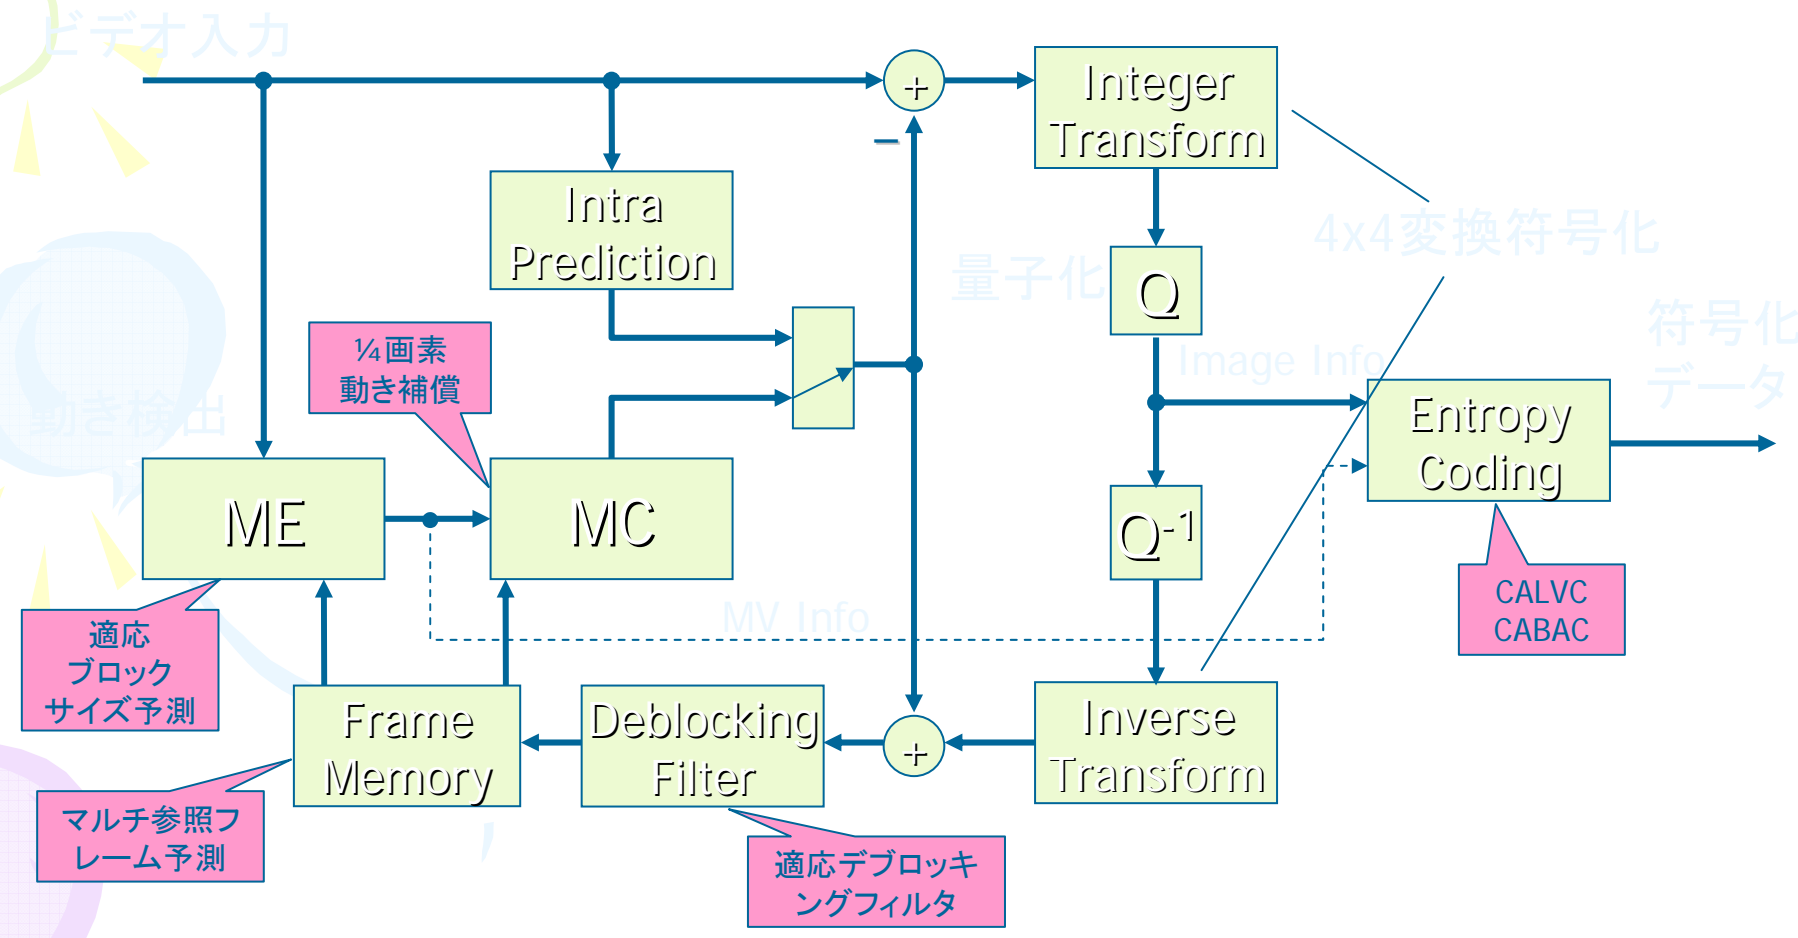 ビデオ入力
+
Integer
Transform
−
Intra
Prediction
4x4変換符号化
量子化
Q
符号化
データ
¼画素
動き補償
Image Info
動き検出
Entropy
Coding
ME
MC
Q-1
CALVC
CABAC
MV Info
適応
ブロック
サイズ予測
Frame
Memory
Deblocking
Filter
+
Inverse
Transform
マルチ参照フ
レーム予測
適応デブロッキ
ングフィルタ